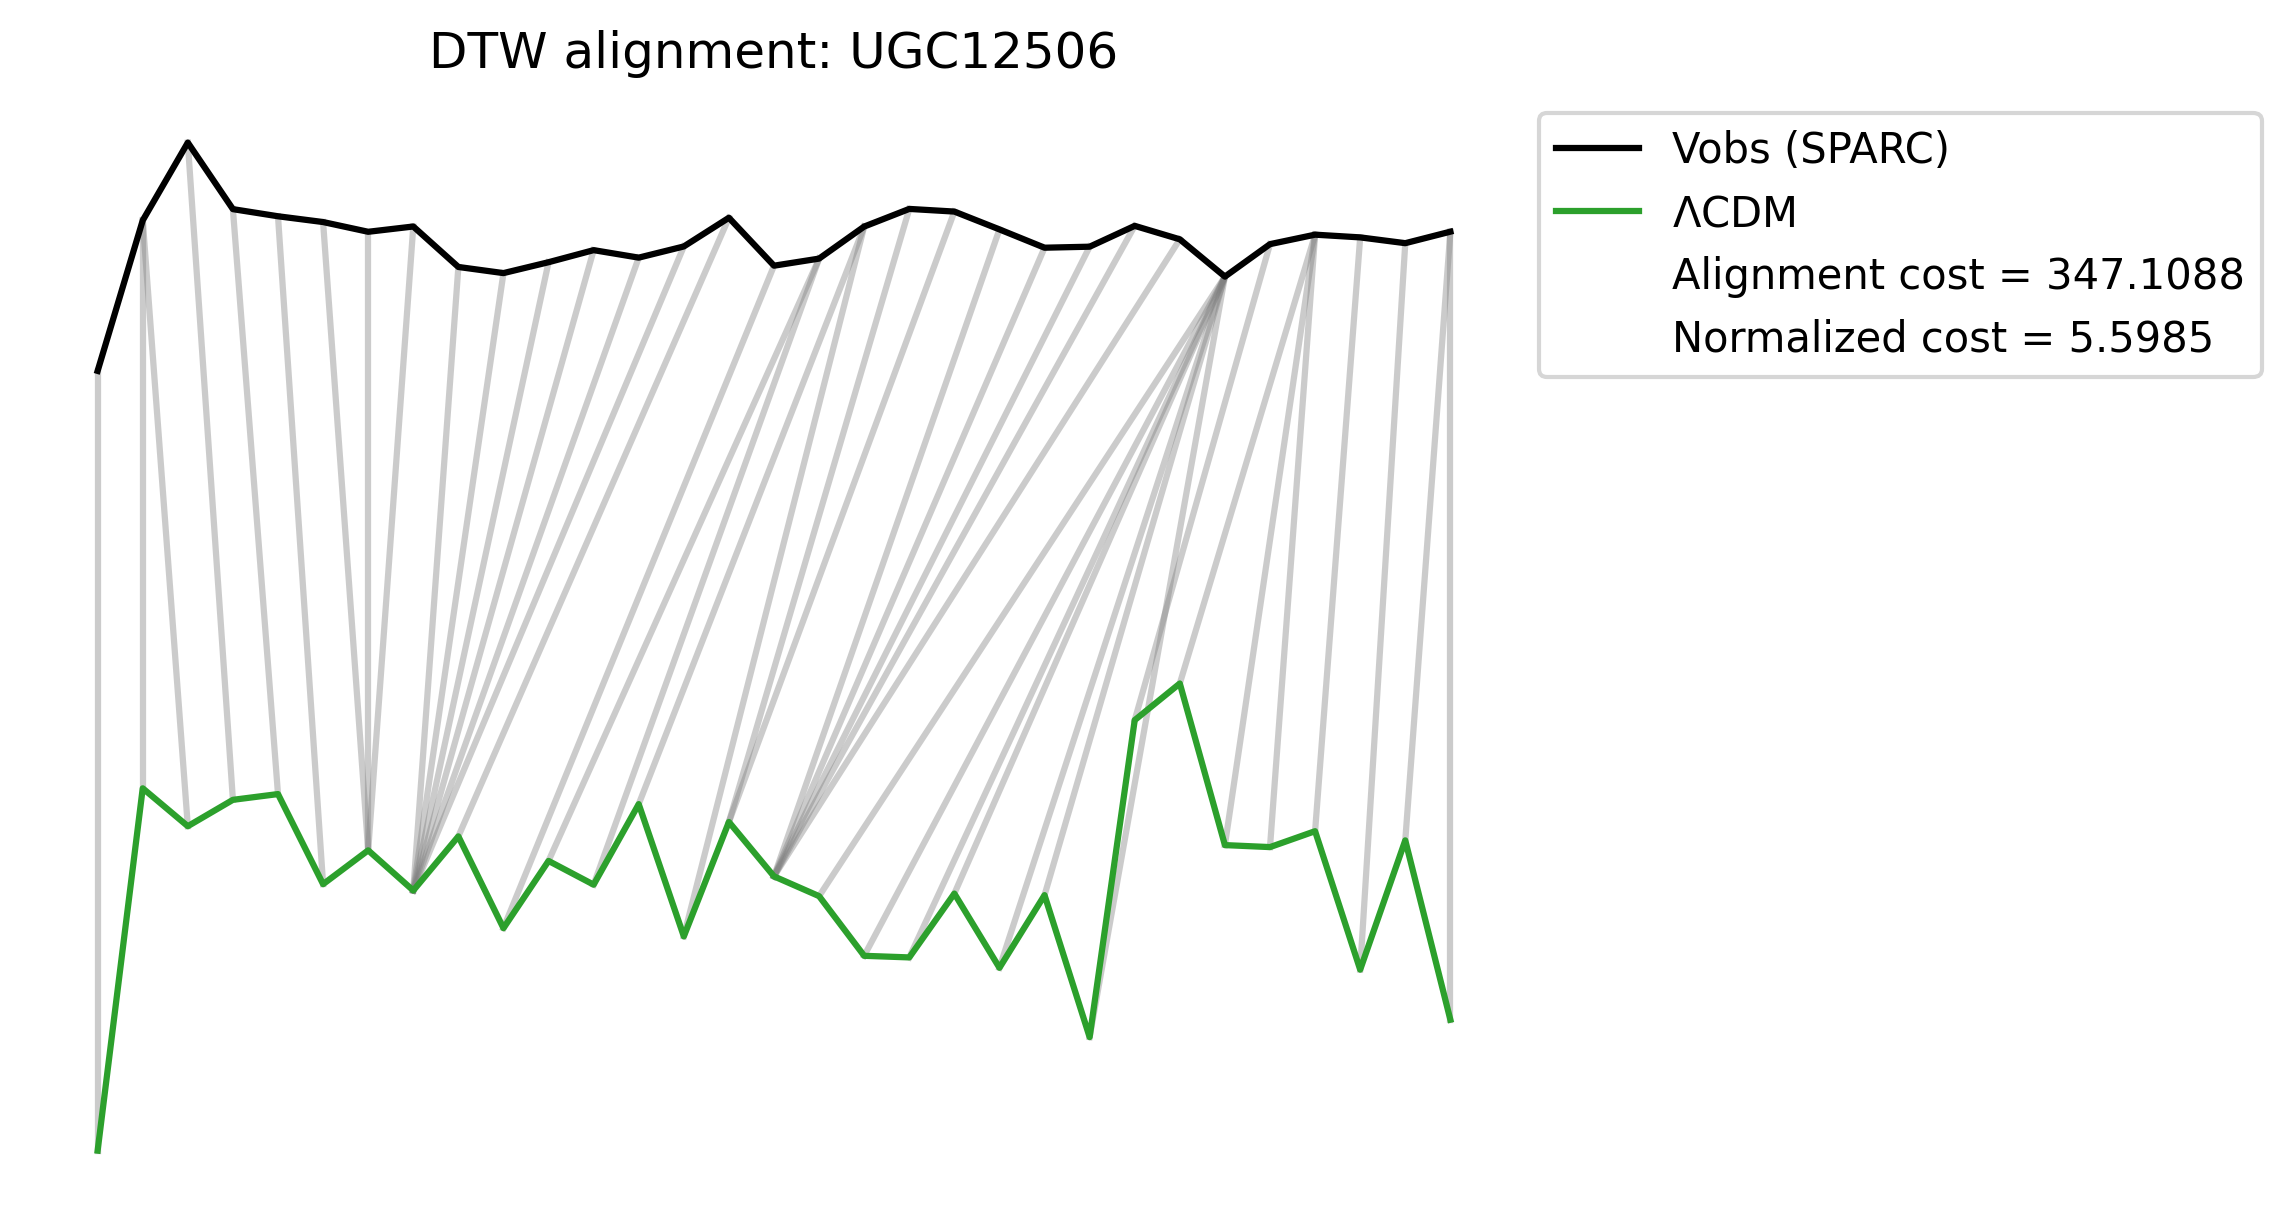 DTW alignment: UGC12506
Vobs (SPARC)
ΛCDM
Alignment cost = 347.1088
Normalized cost = 5.5985